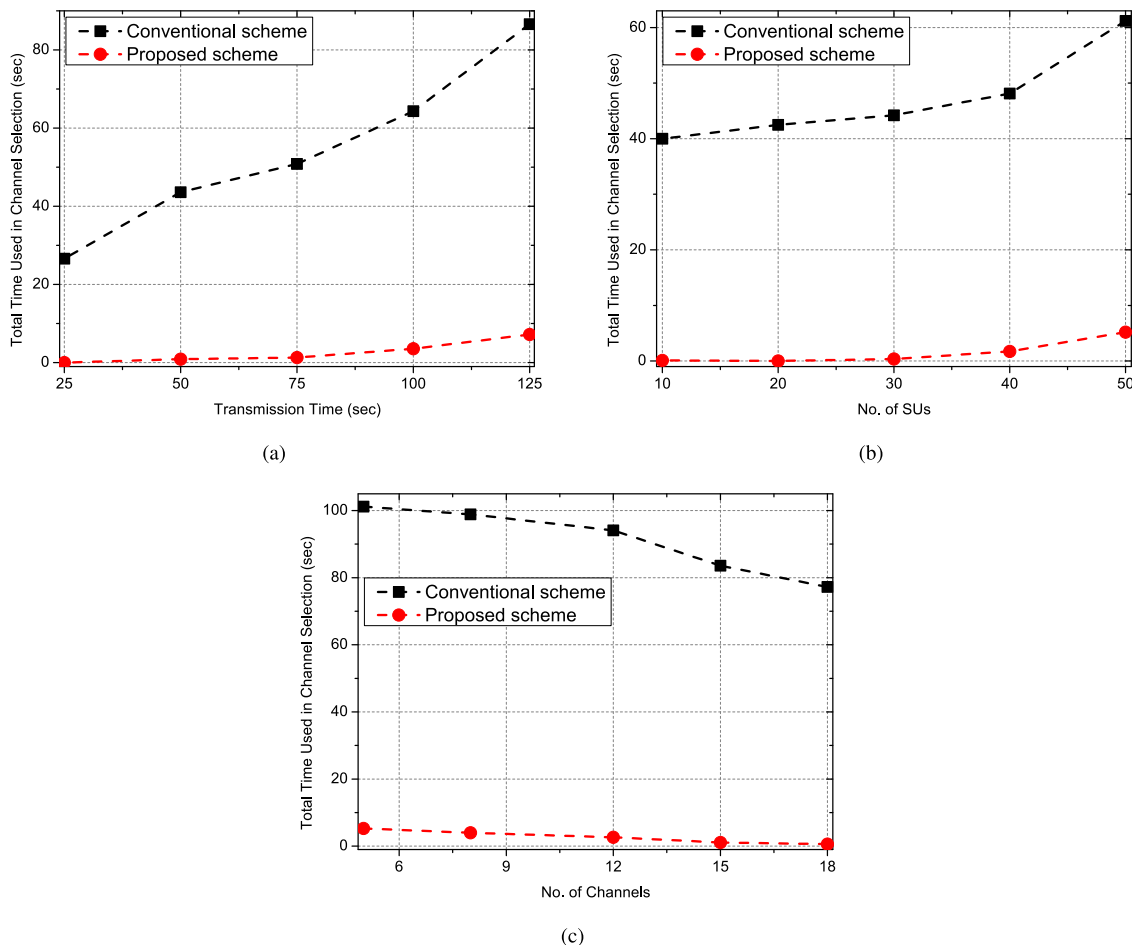 Conventional scheme
Proposed scheme
Total Time Used in Channel Selection (sec)
80
60
40
20
0
25 50 75 100 125
Transmission Time (sec)
(a)
Conventional scheme
Proposed scheme
Total Time Used in Channel Selection (sec)
60
40
20
0
10 20 30 40 50
No. of SUs
(b)
Conventional scheme
Proposed scheme
Total Time Used in Channel Selection (sec)
100
80
60
40
20
0
6 9 12 15 18
No. of Channels
(c)